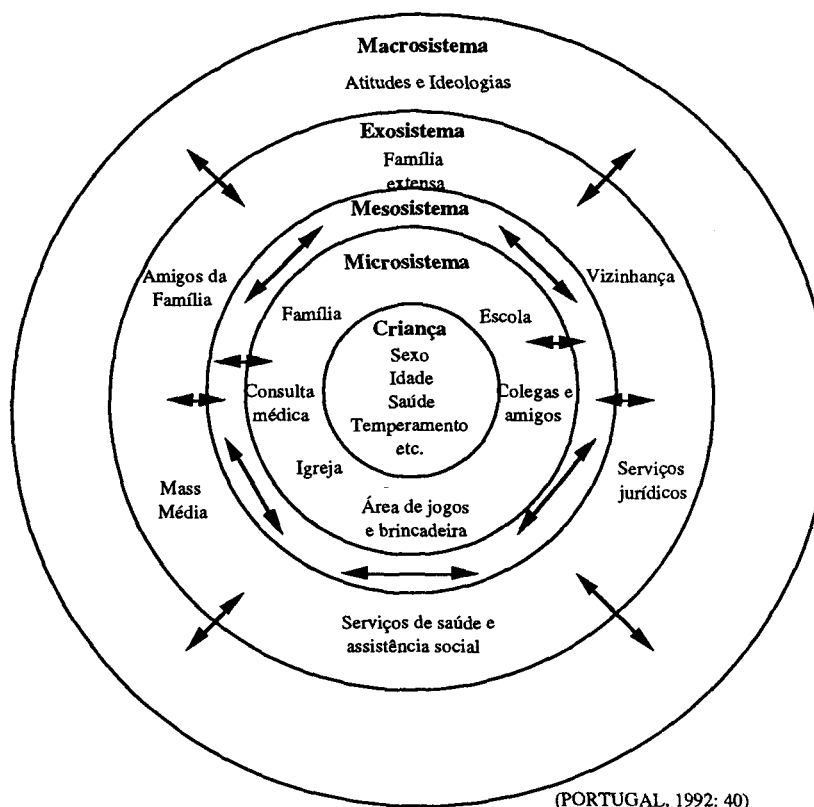 Macrosistema
Atitudes e Ideologias
Exosistema
Família
extensa
Mesosistema
Amigos da
Família
Vizinhança
Microsistema
Família
Escola
Criança
Sexo
Idade
Saúde
Temperamento
etc.
Consulta
médica
Colegas e
amigos
Igreja
Área de jogos
e brincadeira
Mass
Média
Serviços
jurídicos
Serviços de saúde e
assistência social
(PORTUGAL, 1992: 40)